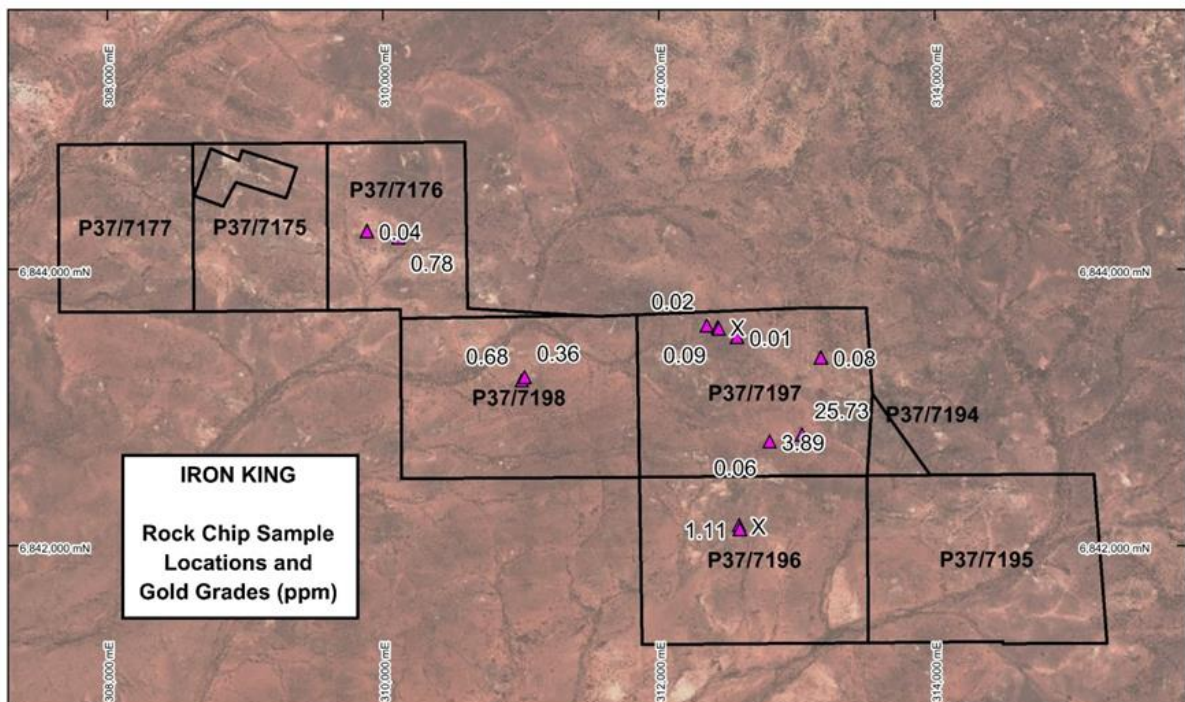 308,000 mE
310,000 mE
312,000 mE
314,000 mE
P37/7176
P37/7177
P37/7175
0.04
0.78
6,844,000 mN
6,844,000 mN
0.02
X
0.01
0.09
0.08
0.68
0.36
P37/7198
P37/7197
25.73
P37/7194
3.89
0.06
IRON KING
Rock Chip Sample
Locations and
Gold Grades (ppm)
1.11
X
6,842,000 mN
6,842,000 mN
P37/7196
P37/7195
308,000 mE
310,000 mE
312,000 mE
314,000 mE